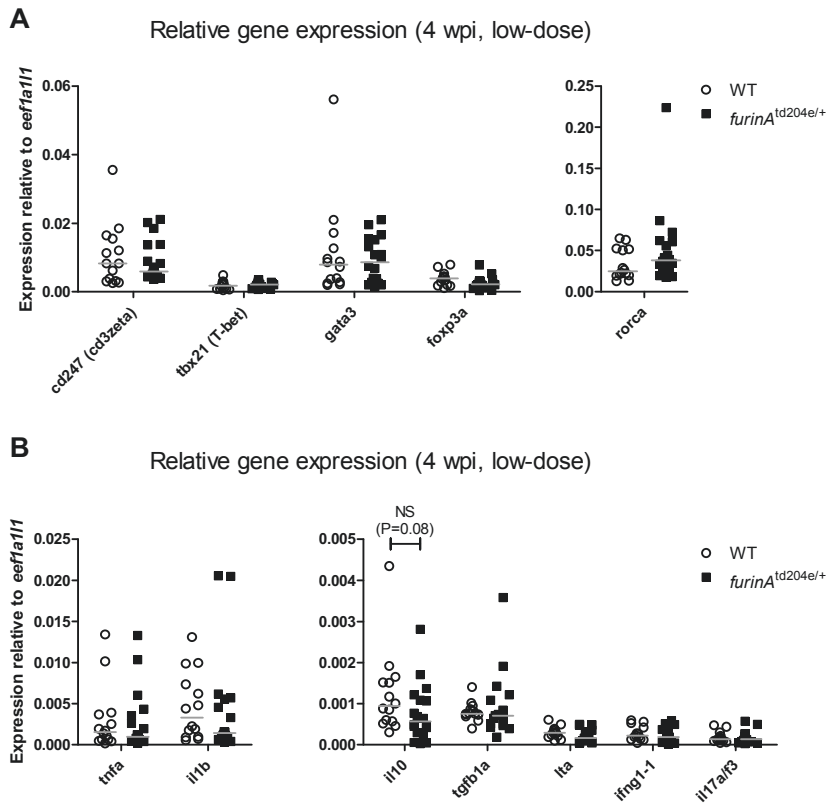 A
Relative gene expression (4 wpi, low-dose)
Expression relative to eef1a1l1
0.06
0.04
0.02
0.00
cd247 (cd3zeta)
tbx21 (T-bet)
gata3
foxp3a
0.25
0.20
0.15
0.10
0.05
0.00
rorca
WT
furinA^td204e/+
B
Relative gene expression (4 wpi, low-dose)
Expression relative to eef1a1l1
0.025
0.020
0.015
0.010
0.005
0.000
tnfa
il1b
NS
(P=0.08)
0.005
0.004
0.003
0.002
0.001
0.000
il10
tgfb1a
lta
ifng1-1
il17a/f3
WT
furinA^td204e/+